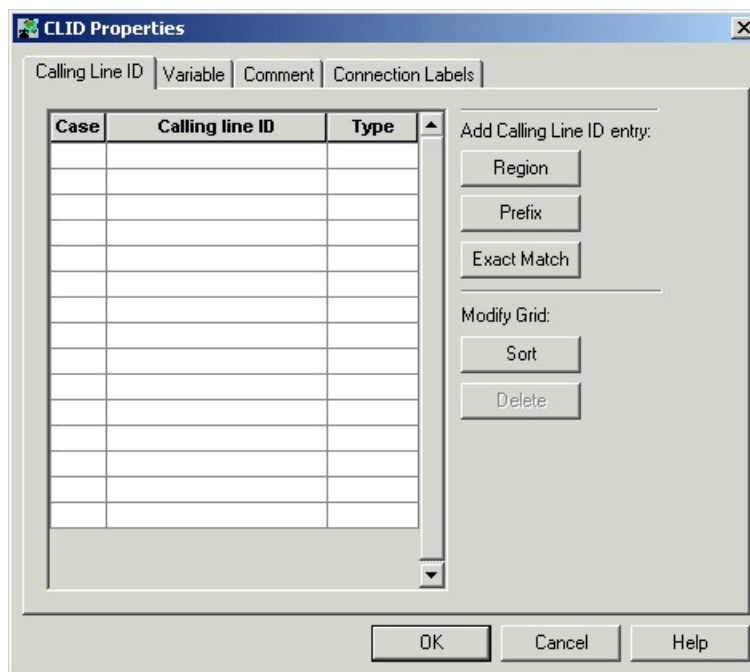 CLID Properties
Calling Line ID Variable Comment Connection Labels
Case Calling line ID Type
Add Calling Line ID entry:
Region
Prefix
Exact Match
Modify Grid:
Sort
Delete
OK Cancel Help